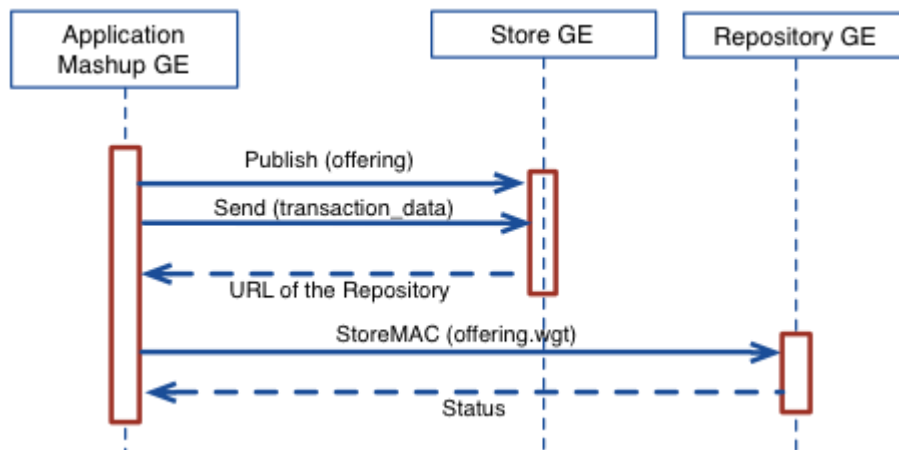 Application
Mashup GE
Store GE
Repository GE
Publish (offering)
Send (transaction_data)
URL of the Repository
StoreMAC (offering.wgt)
Status